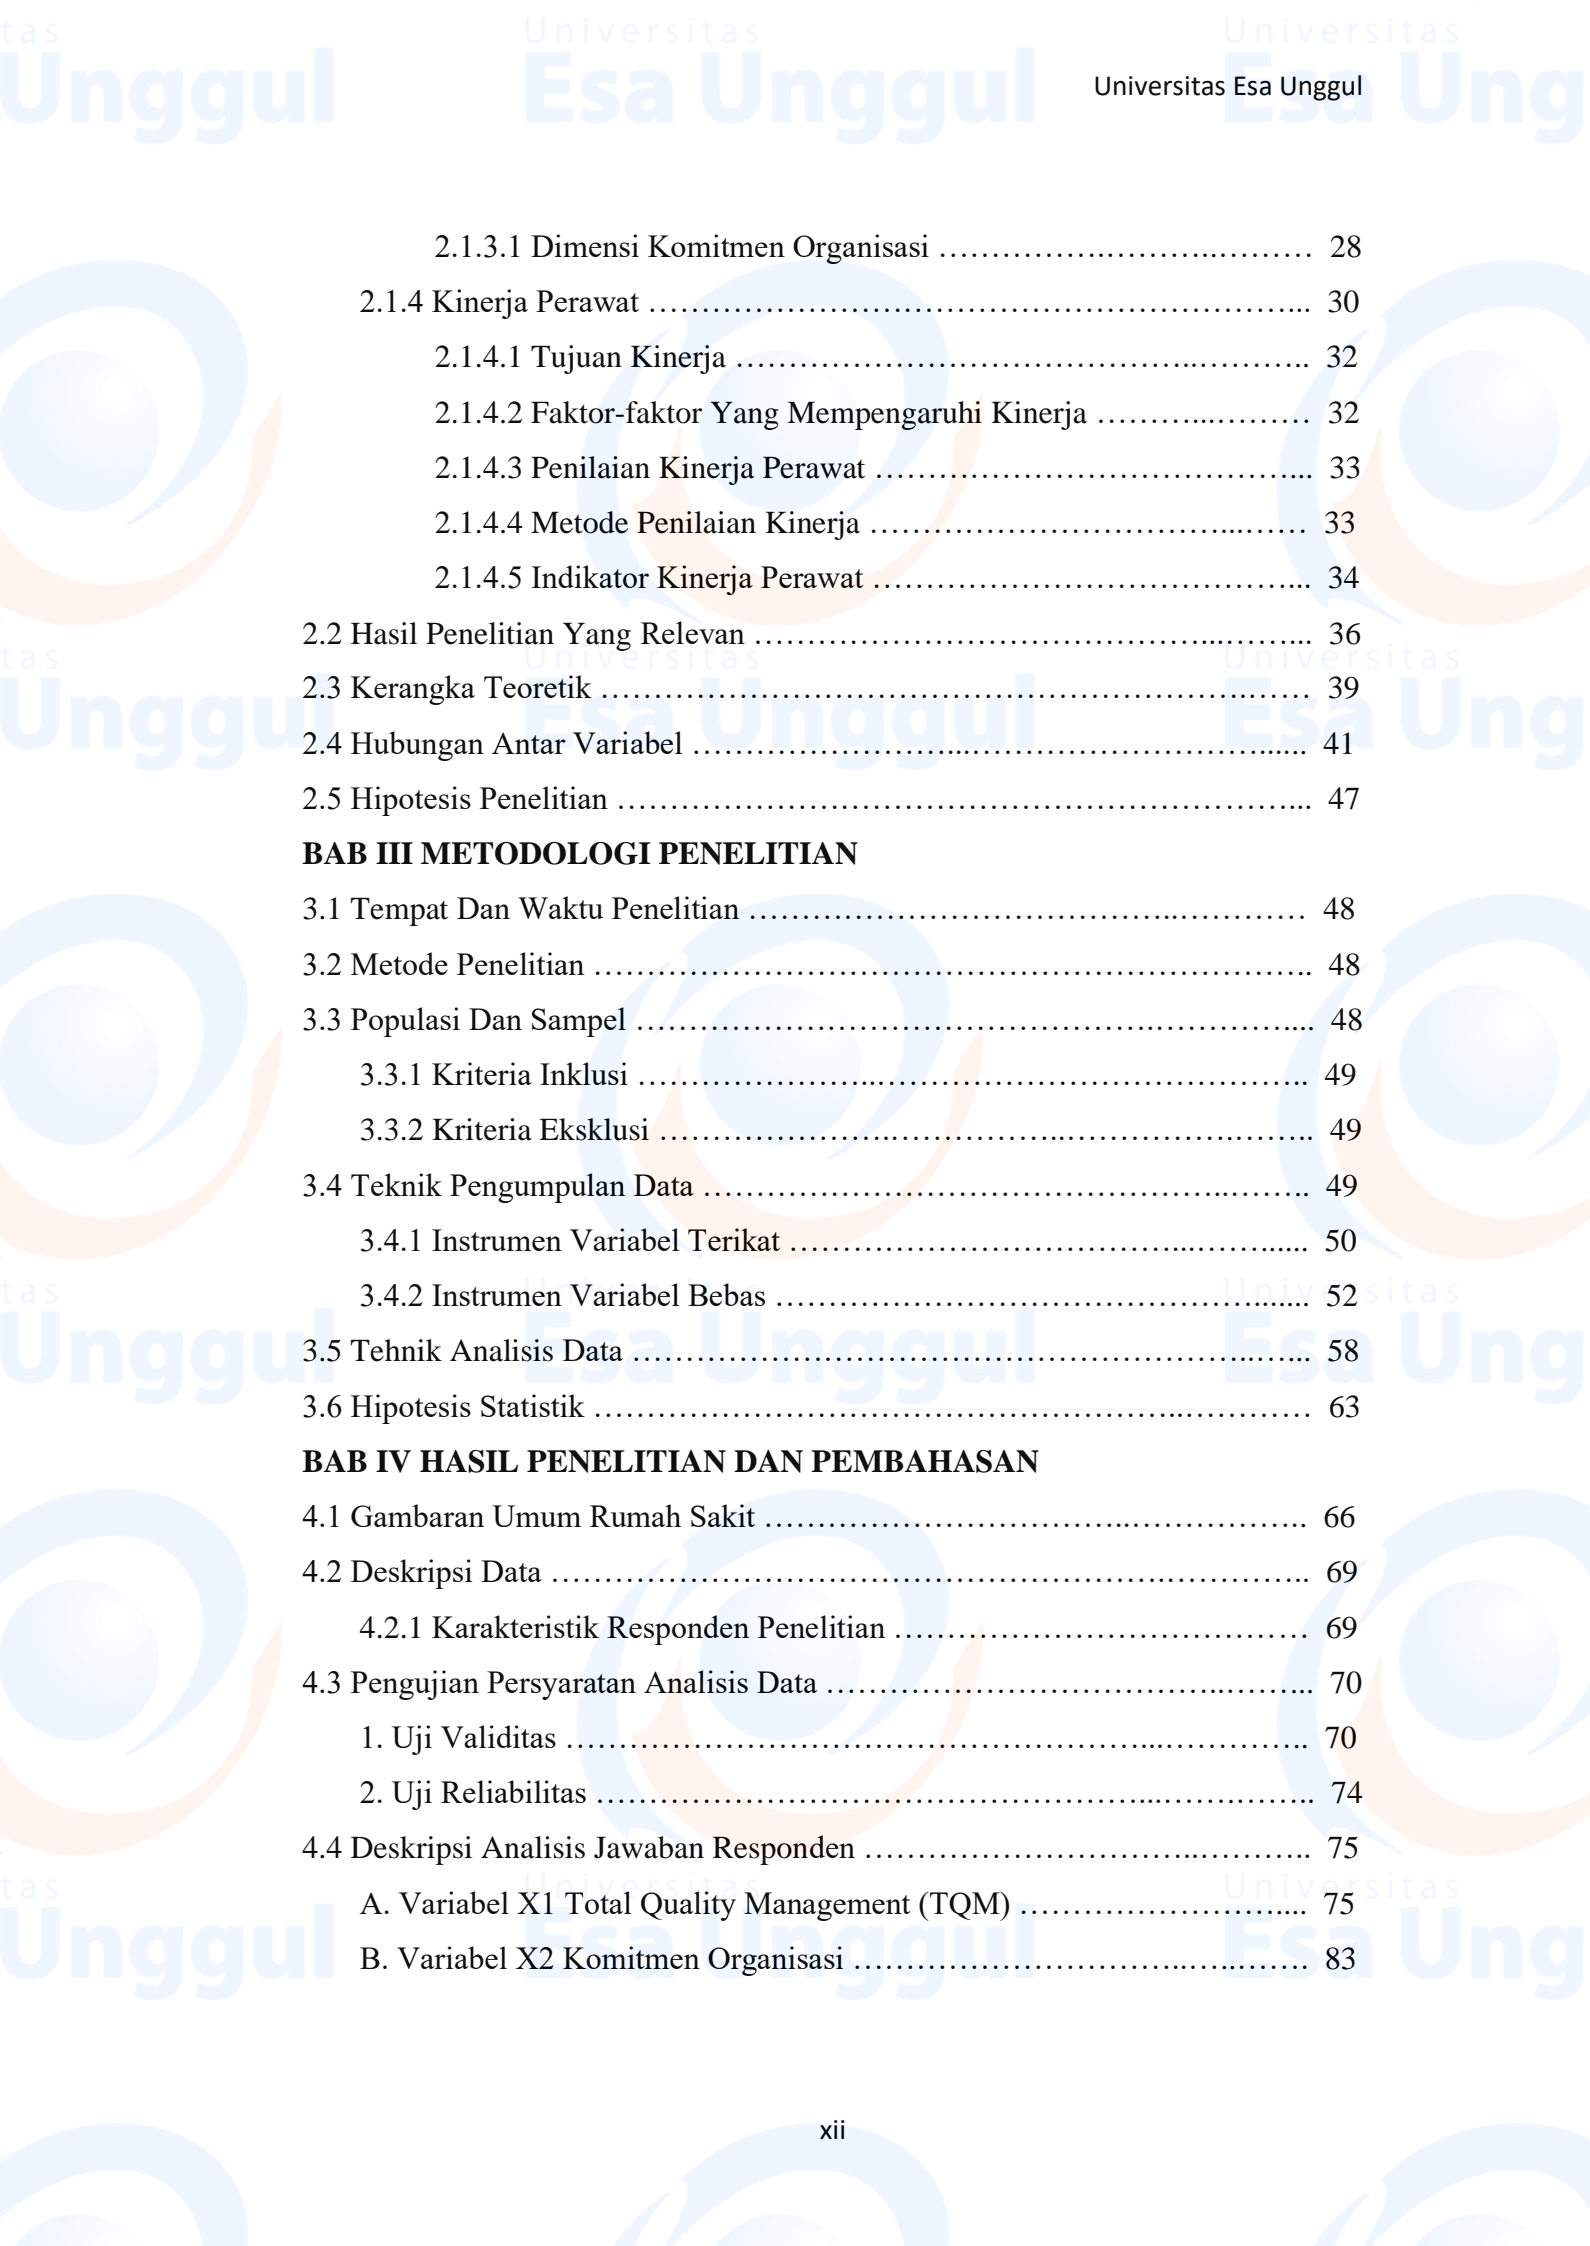 Universitas Esa Unggul
2.1.3.1 Dimensi Komitmen Organisasi …………………………………… 28
2.1.4 Kinerja Perawat ……………………………………………………………... 30
2.1.4.1 Tujuan Kinerja …………………………………………………….. 32
2.1.4.2 Faktor-faktor Yang Mempengaruhi Kinerja ………...……… 32
2.1.4.3 Penilaian Kinerja Perawat ………………………………………... 33
2.1.4.4 Metode Penilaian Kinerja ………………………………...…… 33
2.1.4.5 Indikator Kinerja Perawat ………………………………………... 34
2.2 Hasil Penelitian Yang Relevan …………………………………………...……... 36
2.3 Kerangka Teoretik …………………………………………………………….…… 39
2.4 Hubungan Antar Variabel ………………………...…………………………...... 41
2.5 Hipotesis Penelitian …………………………………………………………………... 47
BAB III METODOLOGI PENELITIAN
3.1 Tempat Dan Waktu Penelitian ………………………………………..………… 48
3.2 Metode Penelitian …………………………………………………………………….. 48
3.3 Populasi Dan Sampel ………………………………………………….…………... 48
3.3.1 Kriteria Inklusi ……………………..……………………………………….. 49
3.3.2 Kriteria Eksklusi …………………….………………..……………….…….. 49
3.4 Teknik Pengumpulan Data …………………………………………………..…….. 49
3.4.1 Instrumen Variabel Terikat ……………………………………...……...... 50
3.4.2 Instrumen Variabel Bebas ……………………………………………....... 52
3.5 Tehnik Analisis Data …………………………………………………………..…... 58
3.6 Hipotesis Statistik ………………………………………………………..………… 63
BAB IV HASIL PENELITIAN DAN PEMBAHASAN
4.1 Gambaran Umum Rumah Sakit …………………………………..……………….. 66
4.2 Deskripsi Data ………………………………………………………….………….. 69
4.2.1 Karakteristik Responden Penelitian ……………………………………… 69
4.3 Pengujian Persyaratan Analisis Data ……………………………………..……... 70
1. Uji Validitas ………………………………………………………...……………. 70
2. Uji Reliabilitas ……………………………………………………...…….…….. 74
4.4 Deskripsi Analisis Jawaban Responden ………………………………..……….. 75
A. Variabel X1 Total Quality Management (TQM) ………………………... 75
B. Variabel X2 Komitmen Organisasi ………………………………..…..……. 83
xii